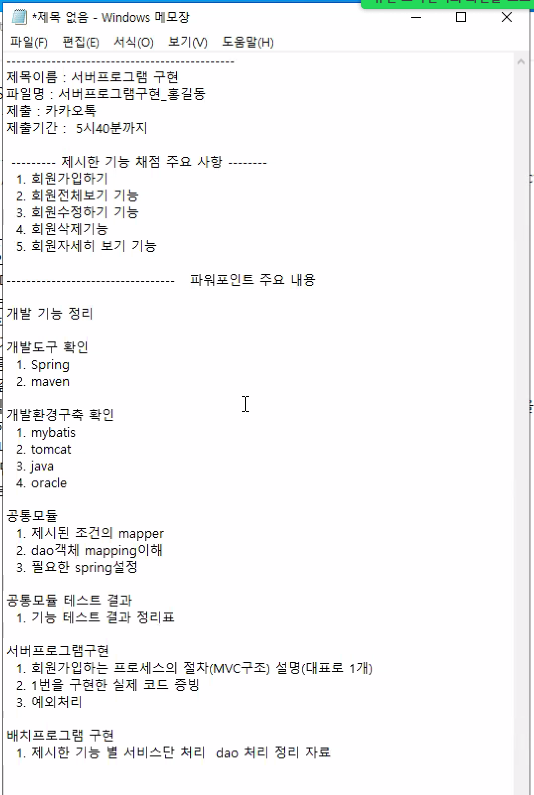 *제목 없음 - Windows 메모장
파일(F) 편집(E) 서식(O) 보기(V) 도움말(H)
---------------------------------------------
제목이름 : 서버프로그램 구현
파일명 : 서버프로그램구현_홍길동
제출 : 카카오톡
제출기간 : 5시40분까지
--------- 제시한 기능 채점 주요 사항 --------
1. 회원가입하기
2. 회원전체보기 기능
3. 회원수정하기 기능
4. 회원삭제기능
5. 회원자세히 보기 기능
--------------------------------- 파워포인트 주요 내용
개발 기능 정리
개발도구 확인
1. Spring
2. maven
개발환경구축 확인
1. mybatis
2. tomcat
3. java
4. oracle
공통모듈
1. 제시된 조건의 mapper
2. dao객체 mapping이해
3. 필요한 spring설정
공통모듈 테스트 결과
1. 기능 테스트 결과 정리표
서버프로그램구현
1. 회원가입하는 프로세스의 절차(MVC구조) 설명(대표로 1개)
2. 1번을 구현한 실제 코드 증빙
3. 예외처리
배치프로그램 구현
1. 제시한 기능 별 서비스단 처리 dao 처리 정리 자료